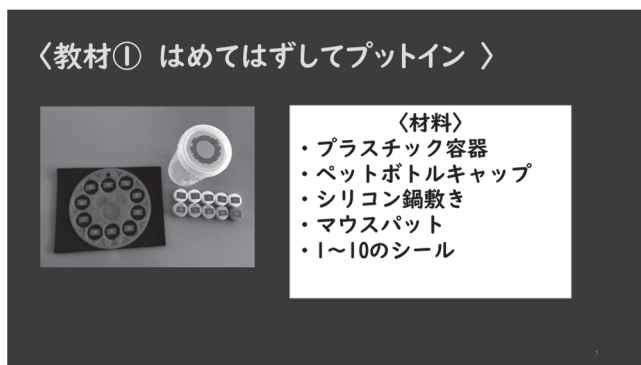 〈教材① はめてはずしてプットイン 〉
〈材料〉
・プラスチック容器
・ペットボトルキャップ
・シリコン鍋敷き
・マウスパット
・1～10のシール
7